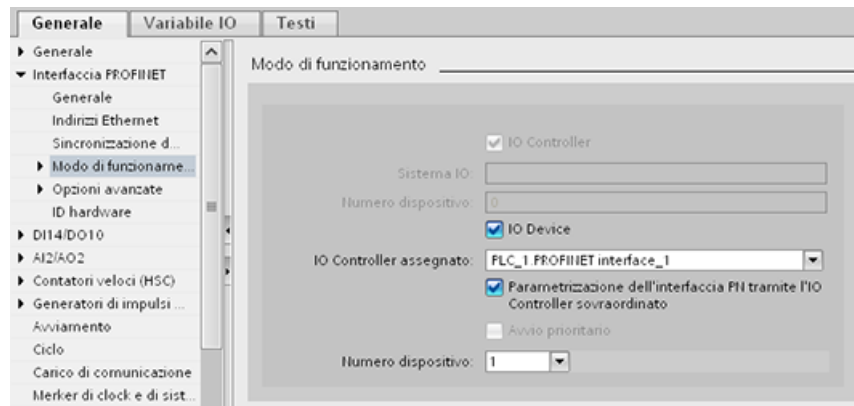 Generale
Variabile IO
Testi
Generale
Interfaccia PROFINET
Generale
Indirizzi Ethernet
Sincronizzazione d...
Modo di funzioname...
Opzioni avanzate
ID hardware
DI14/DO10
AI2/AO2
Contatori veloci (HSC)
Generatori di impulsi ...
Avviamento
Ciclo
Carico di comunicazione
Merker di clock e di sist...
Modo di funzionamento
IO Controller
Sistema IO:
Numero dispositivo: 0
IO Device
IO Controller assegnato: PLC_1.PROFINET interface_1
Parametrizzazione dell'interfaccia PN tramite l'IO
Controller sovraordinato
Avvio prioritario
Numero dispositivo: 1